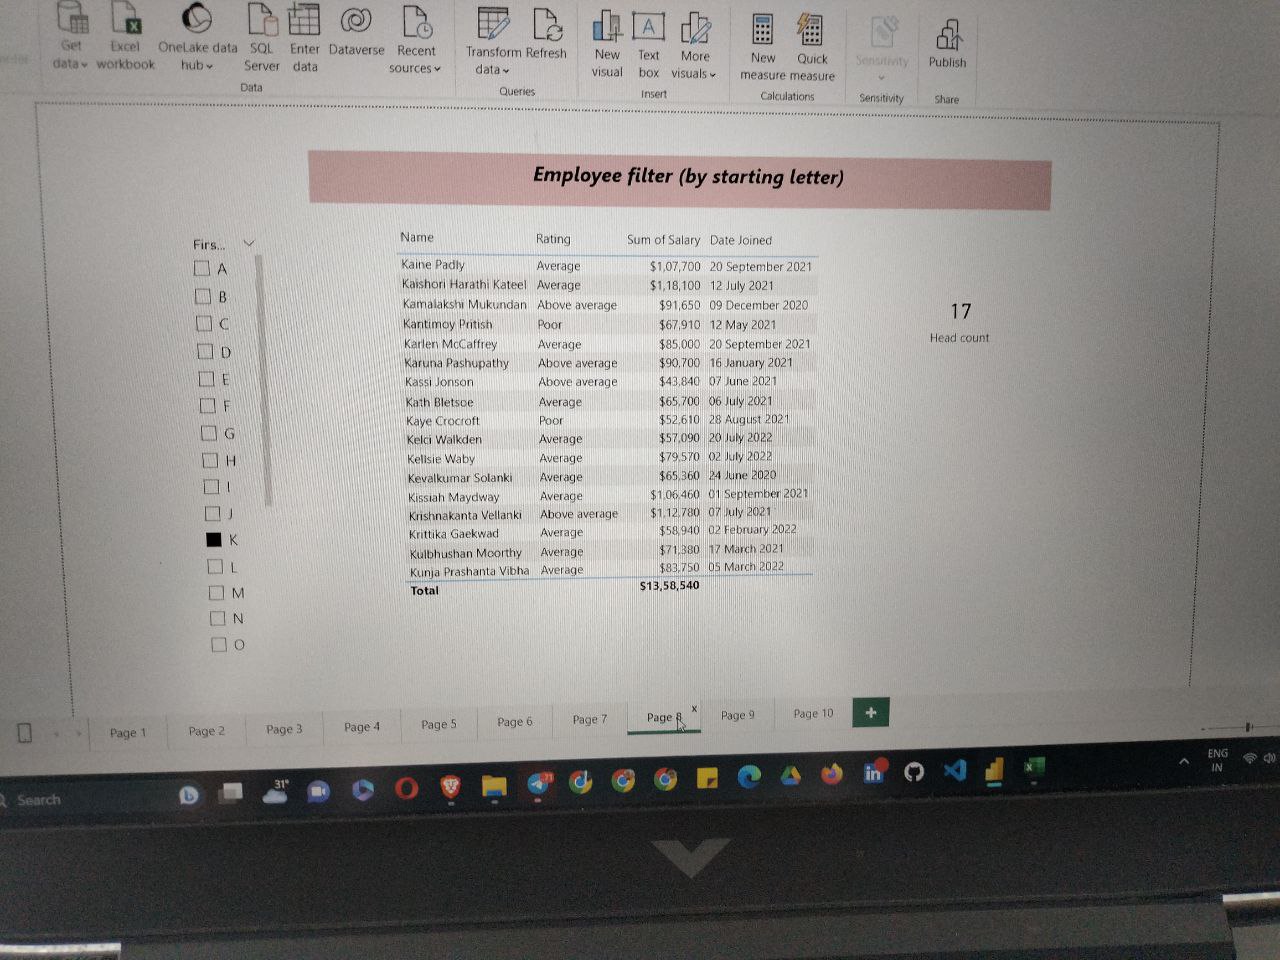 Get data
Excel workbook
OneLake data hub
SQL Server
Enter data
Dataverse
Recent sources
Data
Transform data
Refresh
Queries
New visual
Text box
More visuals
Insert
New measure
Quick measure
Calculations
Sensitivity
Sensitivity
Publish
Share
Employee filter (by starting letter)
Firs...
A
B
C
D
E
F
G
H
I
J
K
L
M
N
O
Name Rating Sum of Salary Date Joined
Kaine Padly Average $1,07,700 20 September 2021
Kaishori Harathi Kateel Average $1,18,100 12 July 2021
Kamalakshi Mukundan Above average $91,650 09 December 2020
Kantimoy Pritish Poor $67,910 12 May 2021
Karlen McCaffrey Average $85,000 20 September 2021
Karuna Pashupathy Above average $90,700 16 January 2021
Kassi Jonson Above average $43,840 07 June 2021
Kath Bletsoe Average $65,700 06 July 2021
Kaye Crocroft Poor $52,610 28 August 2021
Kelci Walkden Average $57,090 20 July 2022
Kellsie Waby Average $79,570 02 July 2022
Kevalkumar Solanki Average $65,360 24 June 2020
Kissiah Maydway Average $1,06,460 01 September 2021
Krishnakanta Vellanki Above average $1,12,780 07 July 2021
Krittika Gaekwad Average $58,940 02 February 2022
Kulbhushan Moorthy Average $71,380 17 March 2021
Kunja Prashanta Vibha Average $83,750 05 March 2022
Total $13,58,540
17
Head count
Page 1 Page 2 Page 3 Page 4 Page 5 Page 6 Page 7 Page 8 x Page 9 Page 10 +
Search
31°
in
ENG
IN